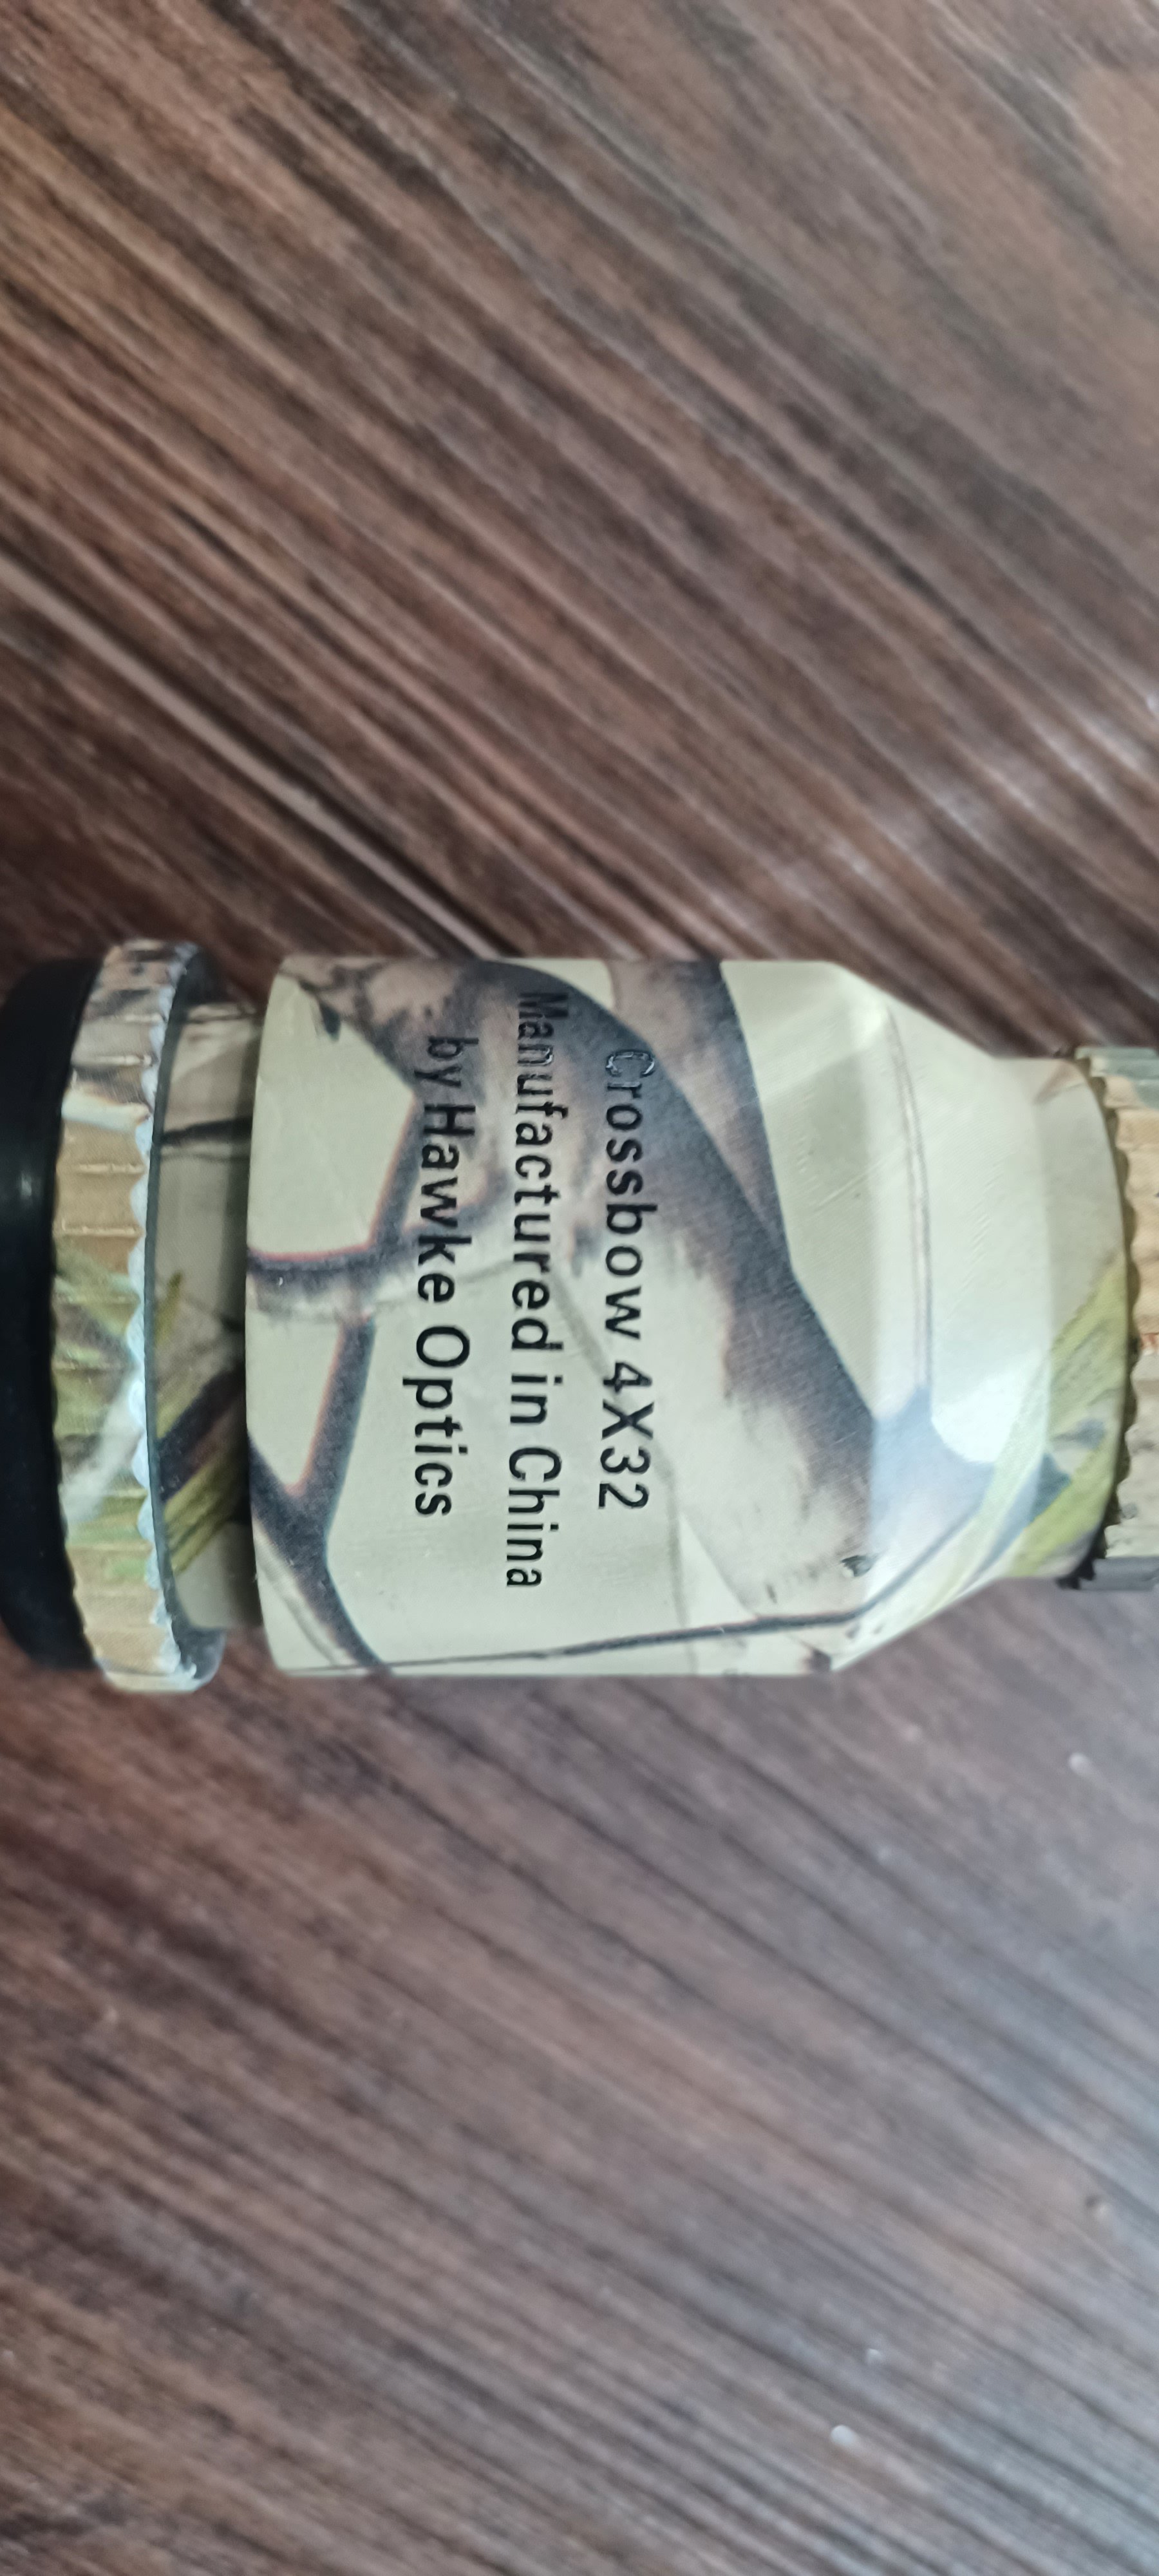 Crossbow 4X32
Manufactured in China
by Hawke Optics